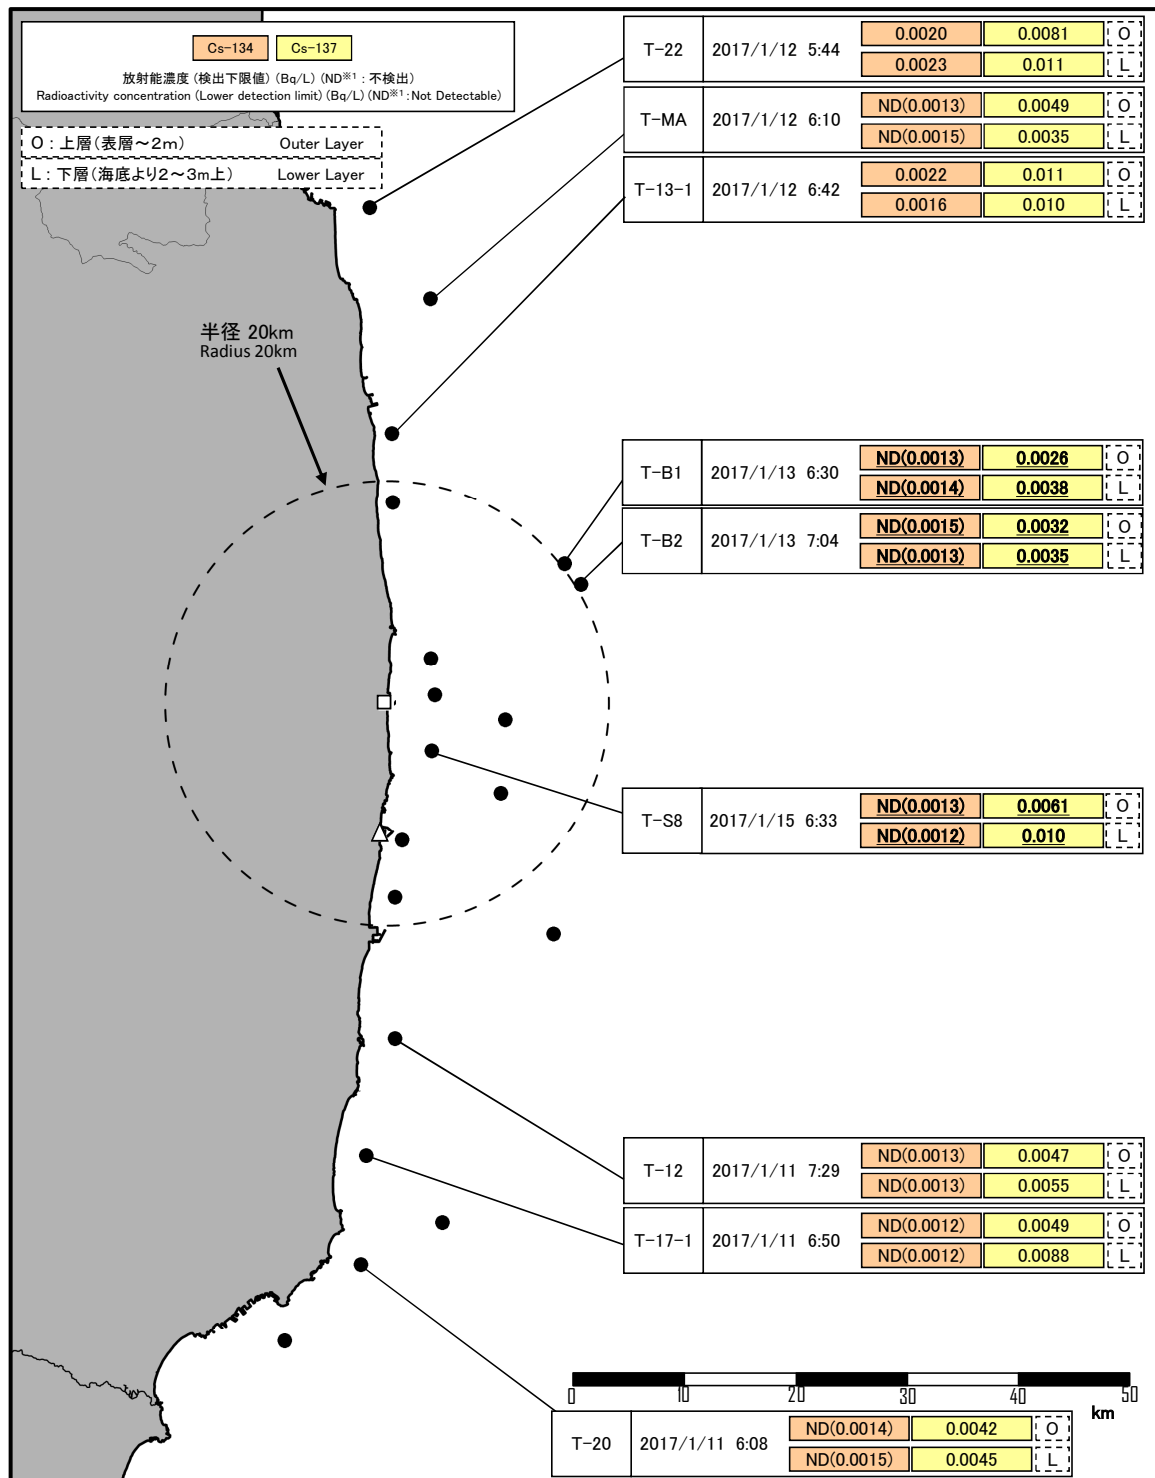 Cs-134 Cs-137
放射能濃度 (検出下限値) (Bq/L) (ND※1 : 不検出)
Radioactivity concentration (Lower detection limit) (Bq/L) (ND※1 : Not Detectable)
O : 上層(表層～2m) Outer Layer
L : 下層(海底より2～3m上) Lower Layer
T-22 2017/1/12 5:44
0.0020 0.0081 O
0.0023 0.011 L
T-MA 2017/1/12 6:10
ND(0.0013) 0.0049 O
ND(0.0015) 0.0035 L
T-13-1 2017/1/12 6:42
0.0022 0.011 O
0.0016 0.010 L
半径 20km
Radius 20km
T-B1 2017/1/13 6:30
ND(0.0013) 0.0026 O
ND(0.0014) 0.0038 L
T-B2 2017/1/13 7:04
ND(0.0015) 0.0032 O
ND(0.0013) 0.0035 L
T-S8 2017/1/15 6:33
ND(0.0013) 0.0061 O
ND(0.0012) 0.010 L
T-12 2017/1/11 7:29
ND(0.0013) 0.0047 O
ND(0.0013) 0.0055 L
T-17-1 2017/1/11 6:50
ND(0.0012) 0.0049 O
ND(0.0012) 0.0088 L
0 10 20 30 40 50
km
T-20 2017/1/11 6:08
ND(0.0014) 0.0042 O
ND(0.0015) 0.0045 L